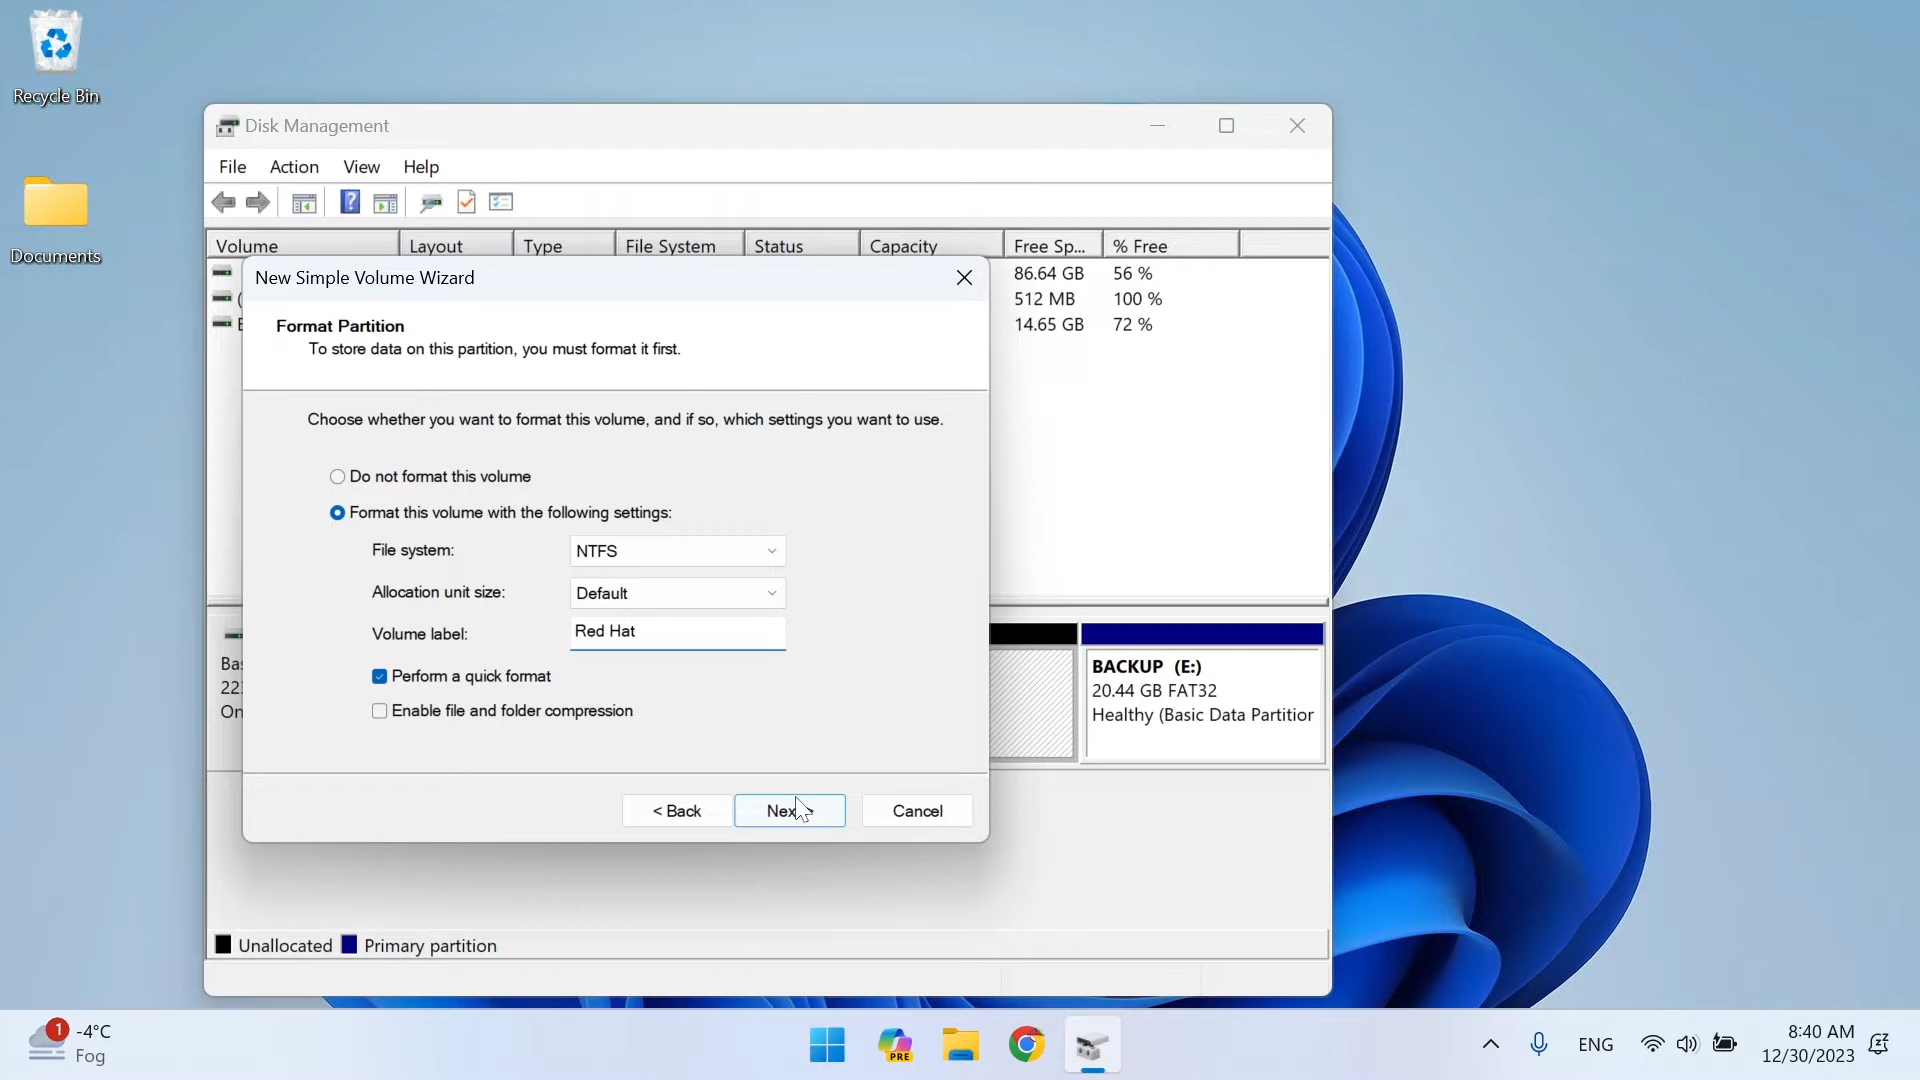 Recycle Bin
Documents
Disk Management
File Action View Help
Volume Layout Type File System Status Capacity Free Sp... % Free
86.64 GB 56 %
512 MB 100 %
14.65 GB 72 %
New Simple Volume Wizard
Format Partition
To store data on this partition, you must format it first.
Choose whether you want to format this volume, and if so, which settings you want to use.
Do not format this volume
Format this volume with the following settings:
File system: NTFS
Allocation unit size: Default
Volume label: Red Hat
Perform a quick format
Enable file and folder compression
< Back Next > Cancel
Bas
223
On
BACKUP (E:)
20.44 GB FAT32
Healthy (Basic Data Partition
Unallocated Primary partition
1 -4°C
Fog
PRE
ENG
8:40 AM
12/30/2023